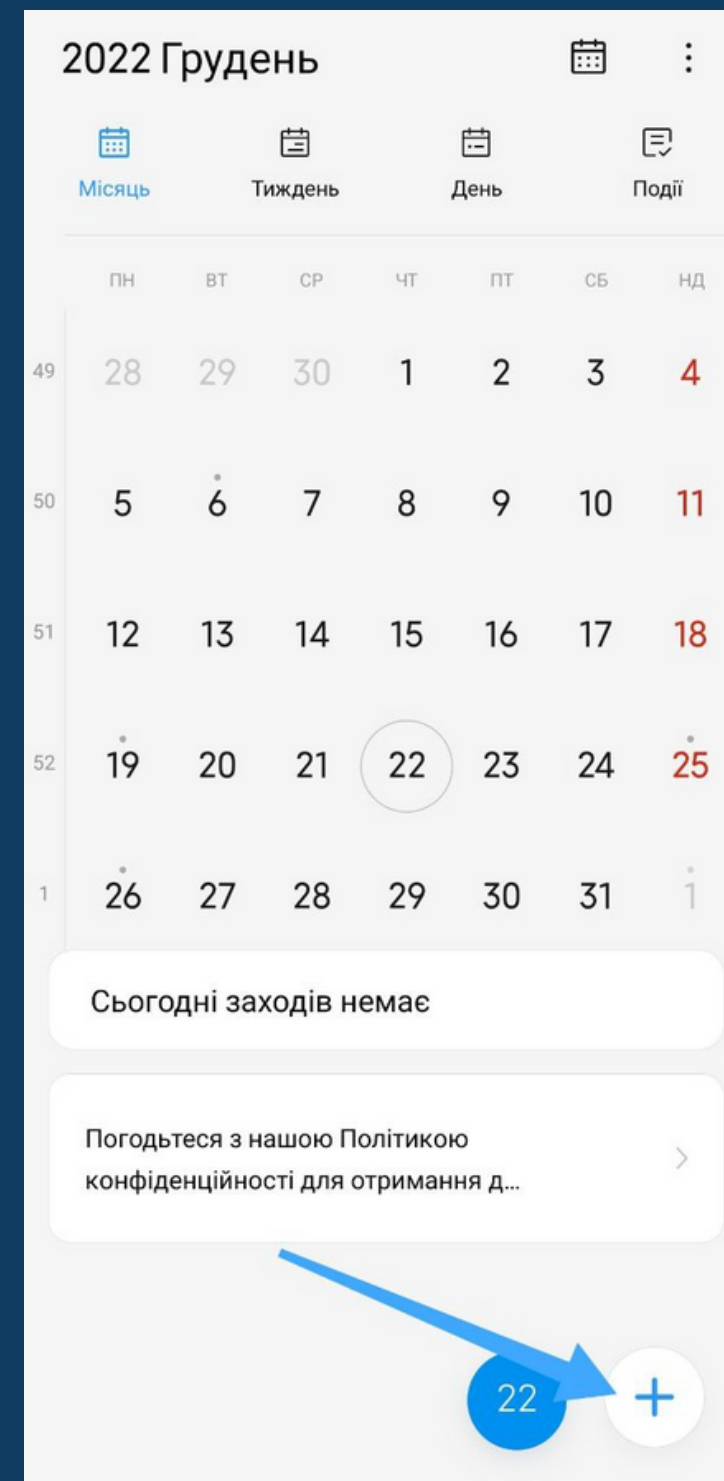 2022 Грудень
Місяць Тиждень День Події
ПН ВТ СР ЧТ ПТ СБ НД
49 28 29 30 1 2 3 4
50 5 6 7 8 9 10 11
51 12 13 14 15 16 17 18
52 19 20 21 22 23 24 25
1 26 27 28 29 30 31 1
Сьогодні заходів немає
Погодьтеся з нашою Політикою
конфіденційності для отримання д...
22 +